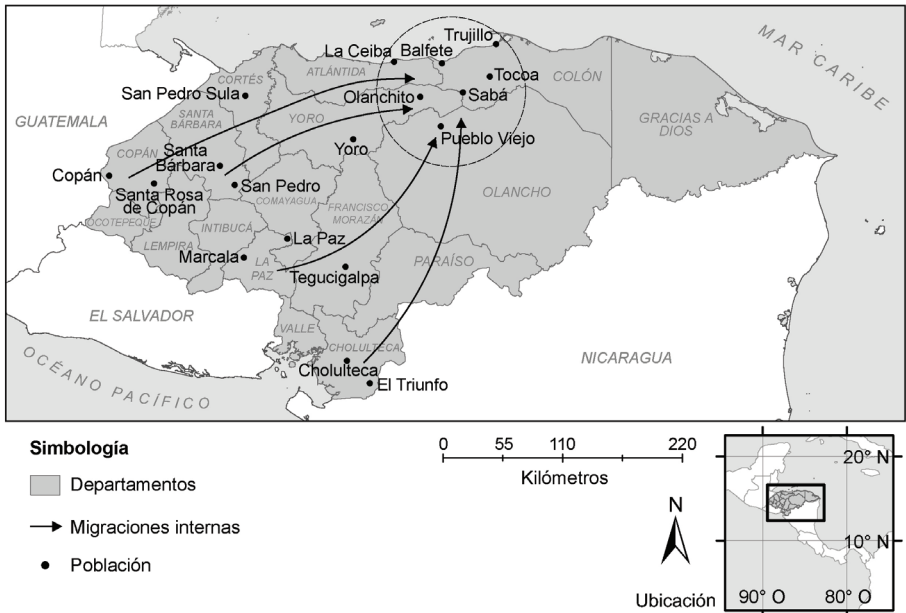 MAR CARIBE
Trujillo
La Ceiba
Balfete
ATLÁNTIDA
CORTÉS
Tocoa
COLÓN
San Pedro Sula
Olanchito
Sabá
GUATEMALA
SANTA
BÁRBARA
YORO
GRACIAS A
DIOS
Pueblo Viejo
COPÁN
Santa
Bárbara
Yoro
Copán
San Pedro
Santa Rosa
de Copán
COMAYAGUA
OLANCHO
OCOTEPEQUE
INTIBUCÁ
FRANCISCO
MORAZÁN
LEMPIRA
La Paz
Marcala
LA
PAZ
Tegucigalpa
PARAÍSO
EL SALVADOR
VALLE
CHOLULTECA
Cholulteca
NICARAGUA
El Triunfo
OCÉANO PACÍFICO
Simbología
Departamentos
Migraciones internas
Población
0 55 110 220
Kilómetros
N
Ubicación
20° N
10° N
90° O
80° O